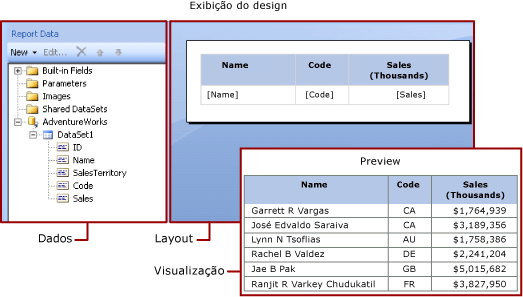 Exibição do design
Report Data
New Edit...
Built-in Fields
Parameters
Images
Shared DataSets
AdventureWorks
DataSet1
ID
Name
SalesTerritory
Code
Sales
Name Code Sales (Thousands)
[Name] [Code] [Sales]
Preview
Name Code Sales (Thousands)
Garrett R Vargas CA $1,764,939
José Edvaldo Saraiva CA $3,189,356
Lynn N Tsoflias AU $1,758,386
Rachel B Valdez DE $2,241,204
Jae B Pak GB $5,015,682
Ranjit R Varkey Chudukatil FR $3,827,950
Dados
Layout
Visualização